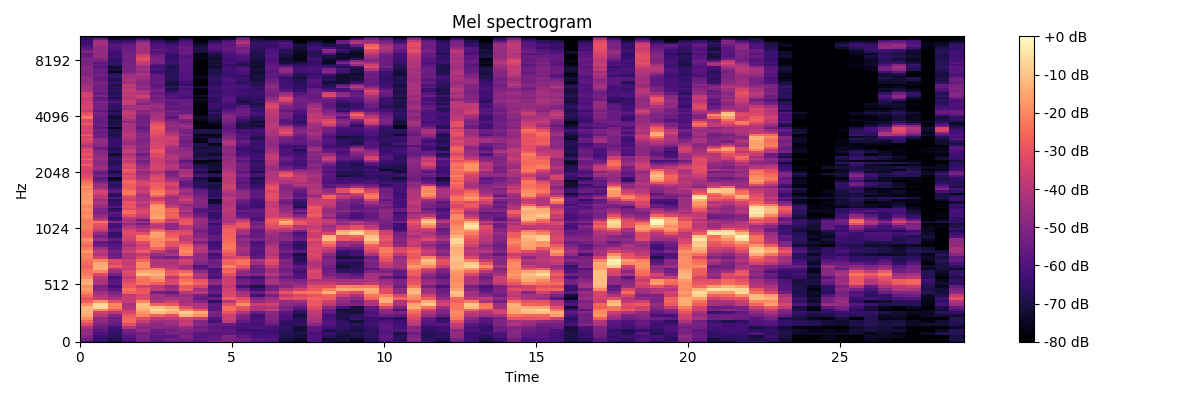 Mel spectrogram
+0 dB
8192
-10 dB
4096
-20 dB
-30 dB
2048
-40 dB
Hz
1024
-50 dB
512
-60 dB
-70 dB
0
-80 dB
0 5 10 15 20 25
Time